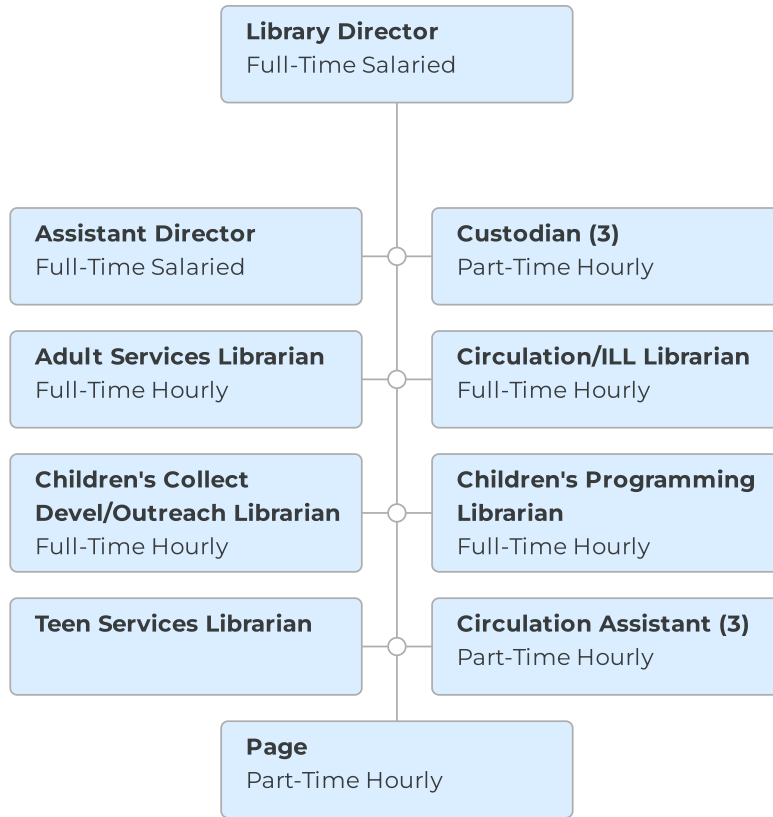 Library Director
Full-Time Salaried
Assistant Director
Full-Time Salaried
Custodian (3)
Part-Time Hourly
Adult Services Librarian
Full-Time Hourly
Circulation/ILL Librarian
Full-Time Hourly
Children's Collect
Devel/Outreach Librarian
Full-Time Hourly
Children's Programming
Librarian
Full-Time Hourly
Teen Services Librarian
Circulation Assistant (3)
Part-Time Hourly
Page
Part-Time Hourly